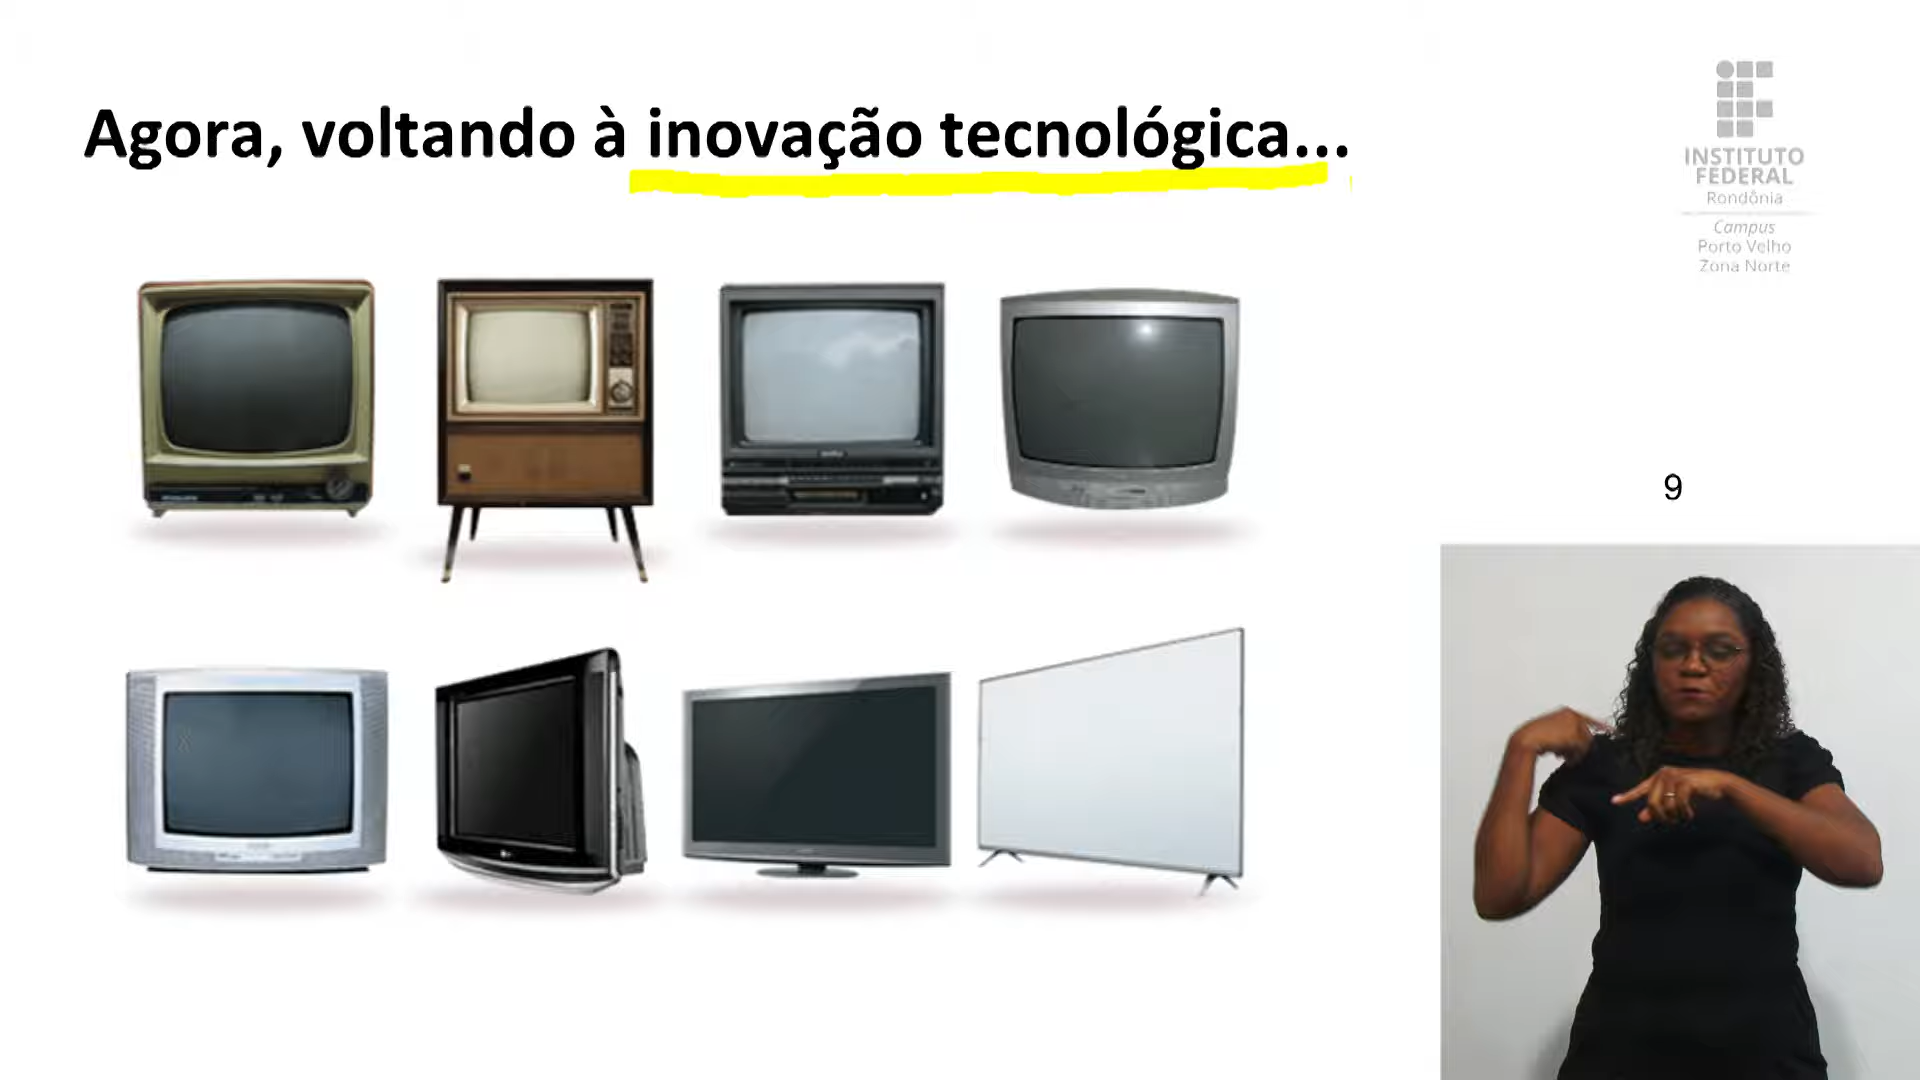 Agora, voltando à inovação tecnológica...
INSTITUTO
FEDERAL
Rondônia
Campus
Porto Velho
Zona Norte
9